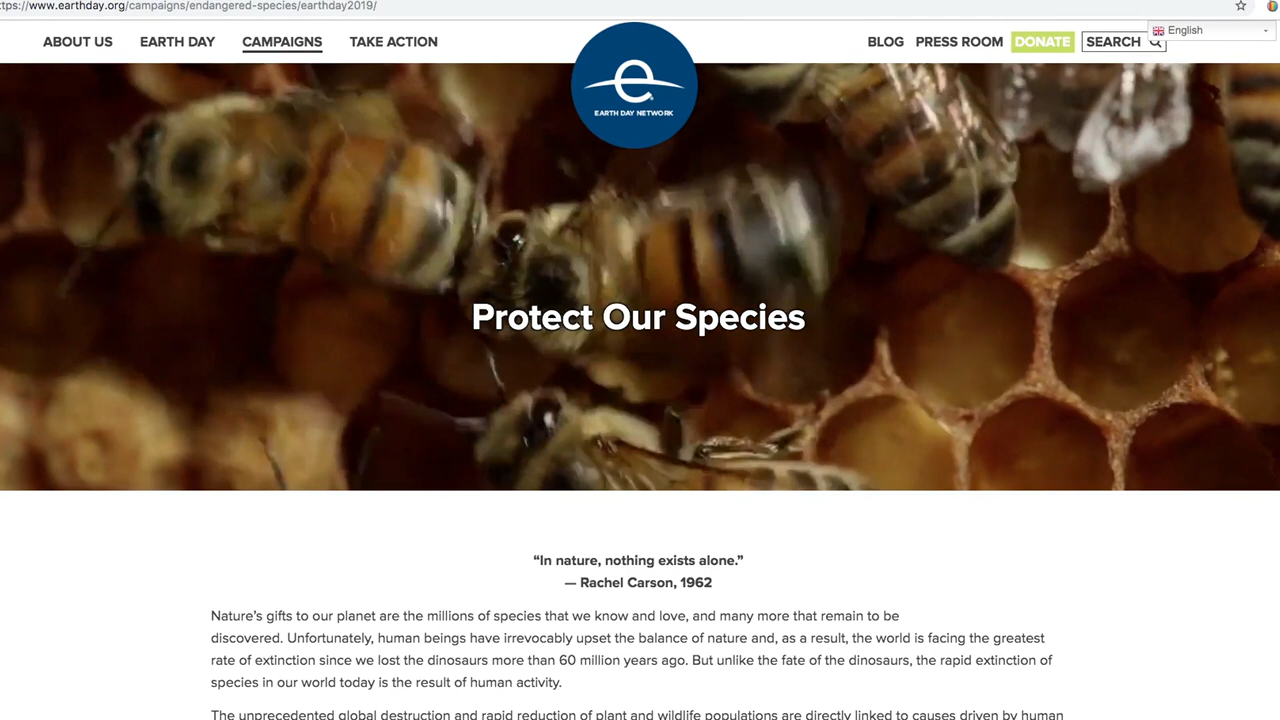 ttps://www.earthday.org/campaigns/endangered-species/earthday2019/
English
ABOUT US EARTH DAY CAMPAIGNS TAKE ACTION BLOG PRESS ROOM DONATE SEARCH
EARTH DAY NETWORK
Protect Our Species
“In nature, nothing exists alone.”
— Rachel Carson, 1962
Nature’s gifts to our planet are the millions of species that we know and love, and many more that remain to be
discovered. Unfortunately, human beings have irrevocably upset the balance of nature and, as a result, the world is facing the greatest
rate of extinction since we lost the dinosaurs more than 60 million years ago. But unlike the fate of the dinosaurs, the rapid extinction of
species in our world today is the result of human activity.
The unprecedented global destruction and rapid reduction of plant and wildlife populations are directly linked to causes driven by human